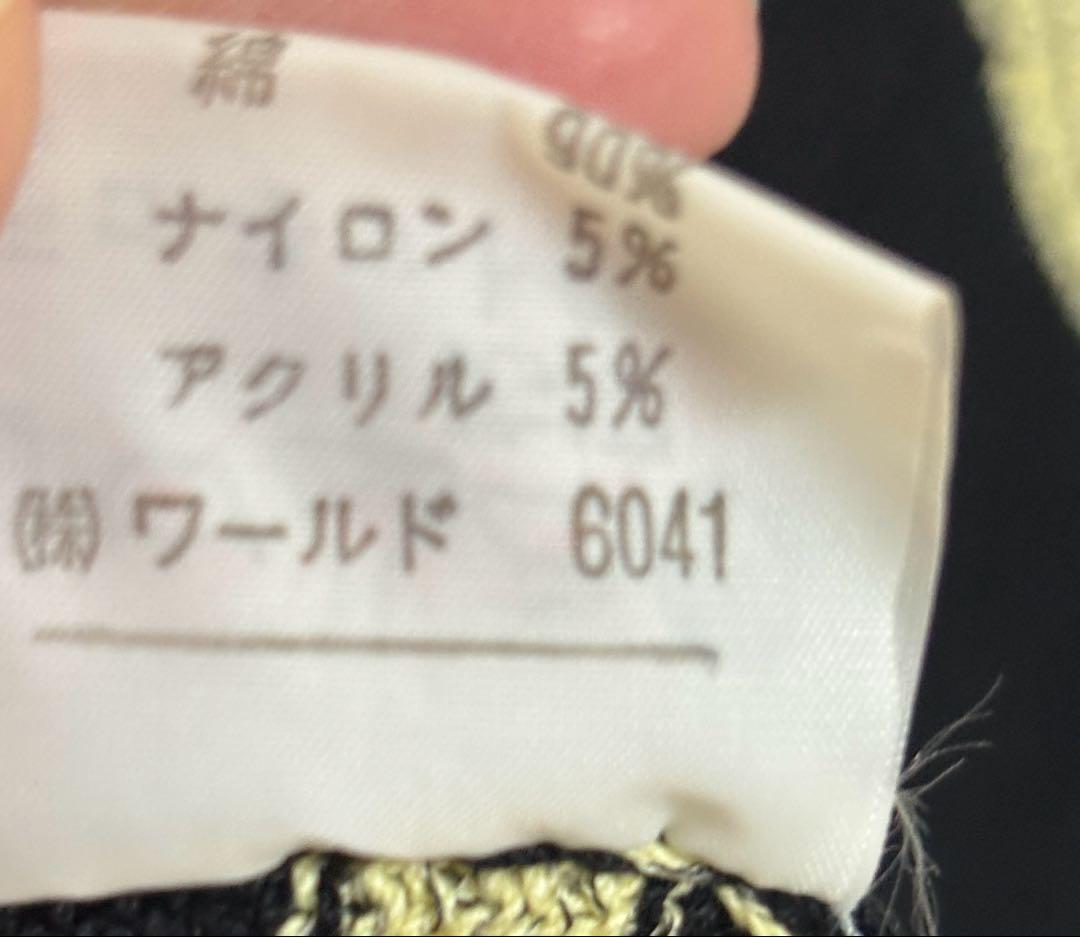 綿 90%
ナイロン 5%
アクリル 5%
㈱ワールド 6041